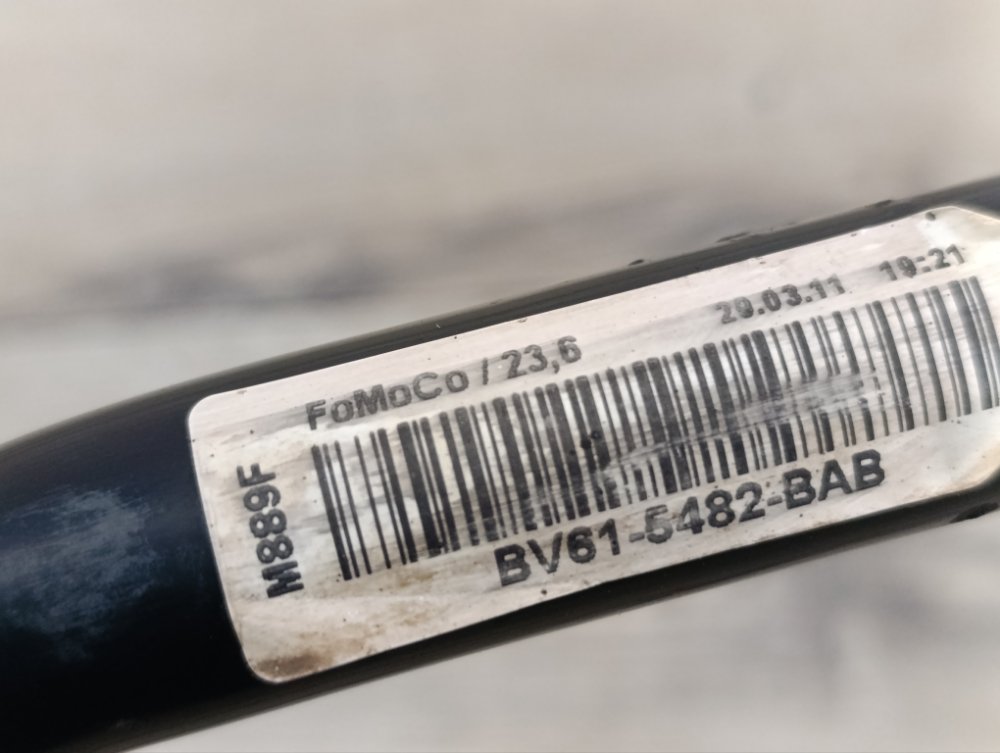 FoMoCo / 23,6
29.03.11 19:21
M889F
BV61-5482-BAB